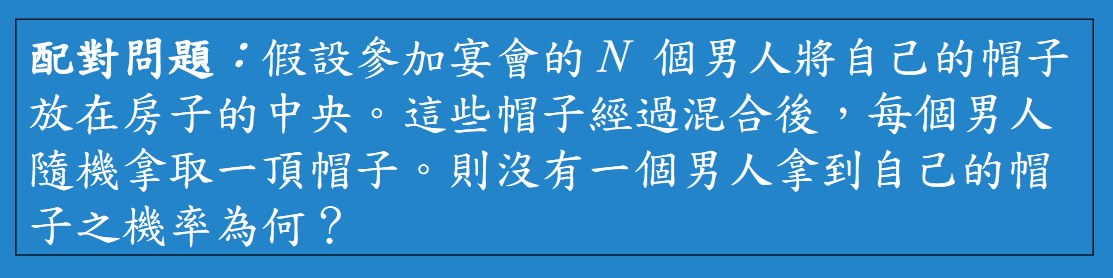 配對問題：假設參加宴會的 N 個男人將自己的帽子
放在房子的中央。這些帽子經過混合後，每個男人
隨機拿取一頂帽子。則沒有一個男人拿到自己的帽
子之機率為何？